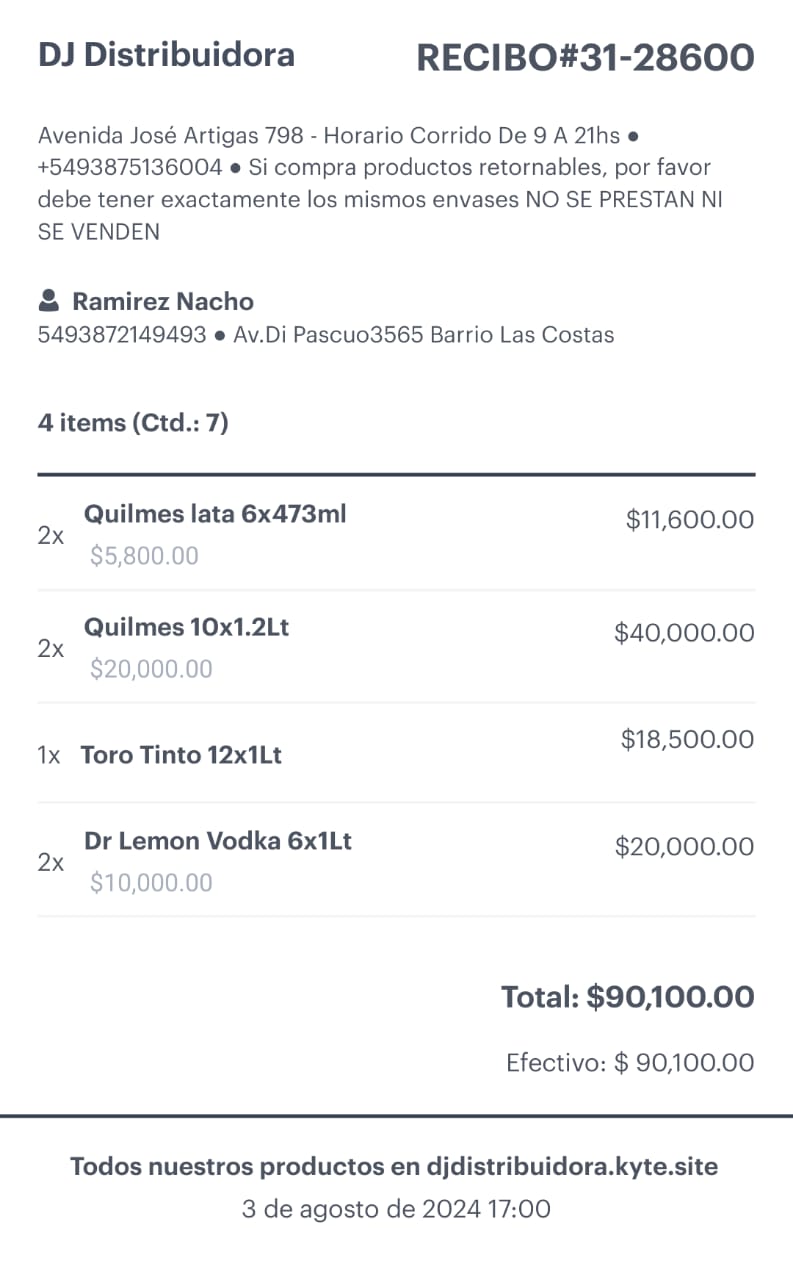 DJ Distribuidora
RECIBO#31-28600
Avenida José Artigas 798 - Horario Corrido De 9 A 21hs ●
+5493875136004 ● Si compra productos retornables, por favor
debe tener exactamente los mismos envases NO SE PRESTAN NI
SE VENDEN
Ramirez Nacho
5493872149493 ● Av.Di Pascuo3565 Barrio Las Costas
4 items (Ctd.: 7)
2x Quilmes lata 6x473ml $11,600.00
$5,800.00
2x Quilmes 10x1.2Lt $40,000.00
$20,000.00
1x Toro Tinto 12x1Lt $18,500.00
2x Dr Lemon Vodka 6x1Lt $20,000.00
$10,000.00
Total: $90,100.00
Efectivo: $ 90,100.00
Todos nuestros productos en djdistribuidora.kyte.site
3 de agosto de 2024 17:00